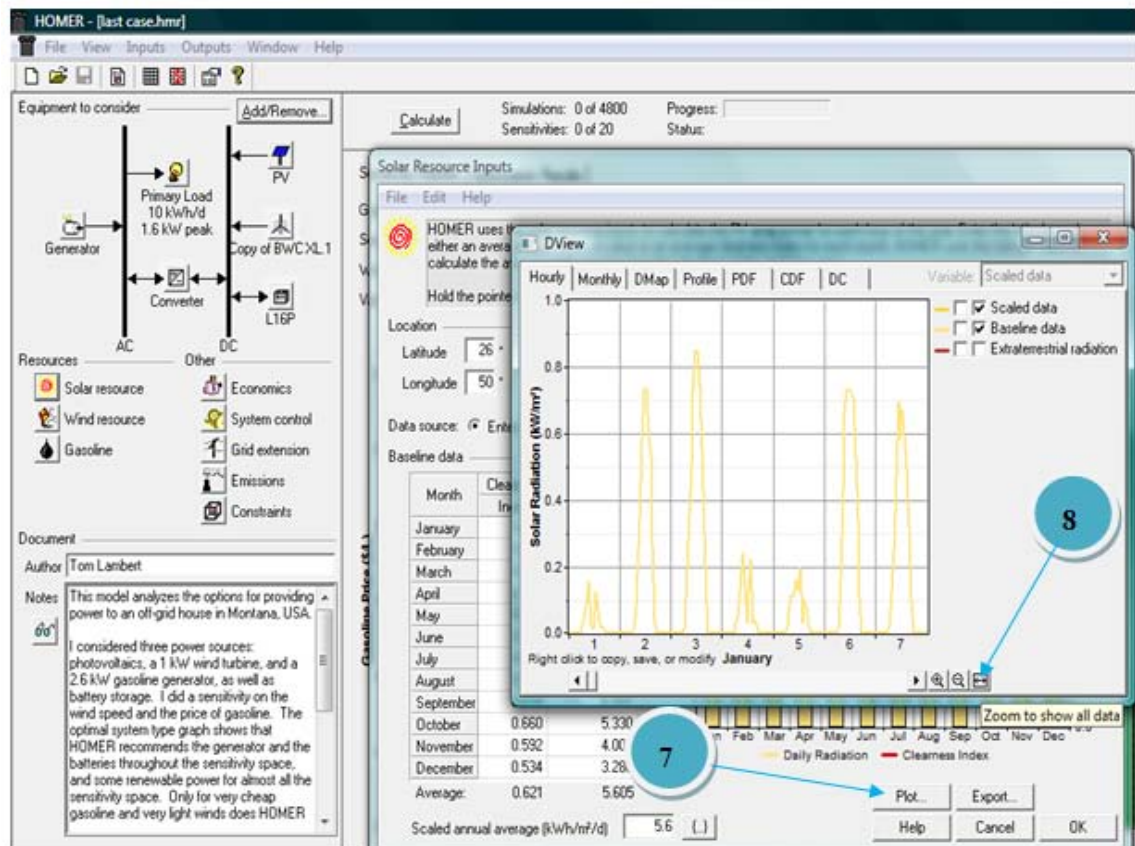 HOMER - [last case.hmr]
File View Inputs Outputs Window Help
Equipment to consider
Add/Remove...
Calculate
Simulations: 0 of 4800
Progress:
Sensitivities: 0 of 20
Status:
PV
Primary Load
10 kWh/d
1.6 kW peak
Generator
Copy of BWC XL.1
Converter
L16P
AC
DC
Resources
Other
Solar resource
Economics
Wind resource
System control
Gasoline
Grid extension
Emissions
Constraints
Document
Author Tom Lambert
Notes
This model analyzes the options for providing
power to an off-grid house in Montana, USA.
I considered three power sources:
photovoltaics, a 1 kW wind turbine, and a
2.6 kW gasoline generator, as well as
battery storage. I did a sensitivity on the
wind speed and the price of gasoline. The
optimal system type graph shows that
HOMER recommends the generator and the
batteries throughout the sensitivity space,
and some renewable power for almost all the
sensitivity space. Only for very cheap
gasoline and very light winds does HOMER
Gasoline Price ($/L)
Solar Resource Inputs
File Edit Help
HOMER uses
either an
calculate the
Hold the
Location
Latitude 26 °
Longitude 50 °
Data source:
Baseline data
Month
January
February
March
April
May
June
July
August
September
October 0.660 5.330
November 0.592
December 0.534
Average: 0.621 5.605
Scaled annual average (kWh/m²/d) 5.6 {..}
Feb Mar Apr May Jun Jul Aug Sep Oct Nov Dec
Daily Radiation
Clearness Index
Plot...
Export...
Help
Cancel
OK
DView
Hourly Monthly DMap Profile PDF CDF DC
Variable: Scaled data
Scaled data
Baseline data
Extraterrestrial radiation
Solar Radiation (kW/m²)
1.0
0.8
0.6
0.4
0.2
0.0
1 2 3 4 5 6 7
Right click to copy, save, or modify January
Zoom to show all data
8
7